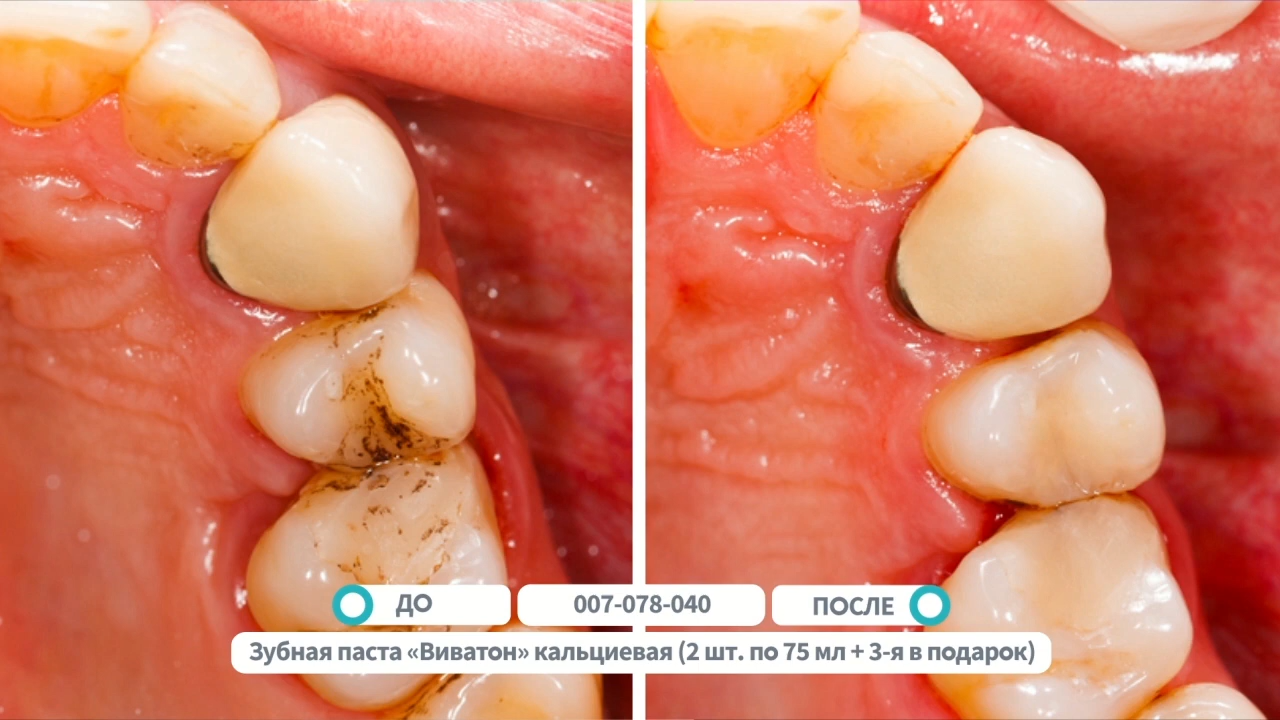 ДО
007-078-040
ПОСЛЕ
Зубная паста «Виватон» кальциевая (2 шт. по 75 мл + 3-я в подарок)